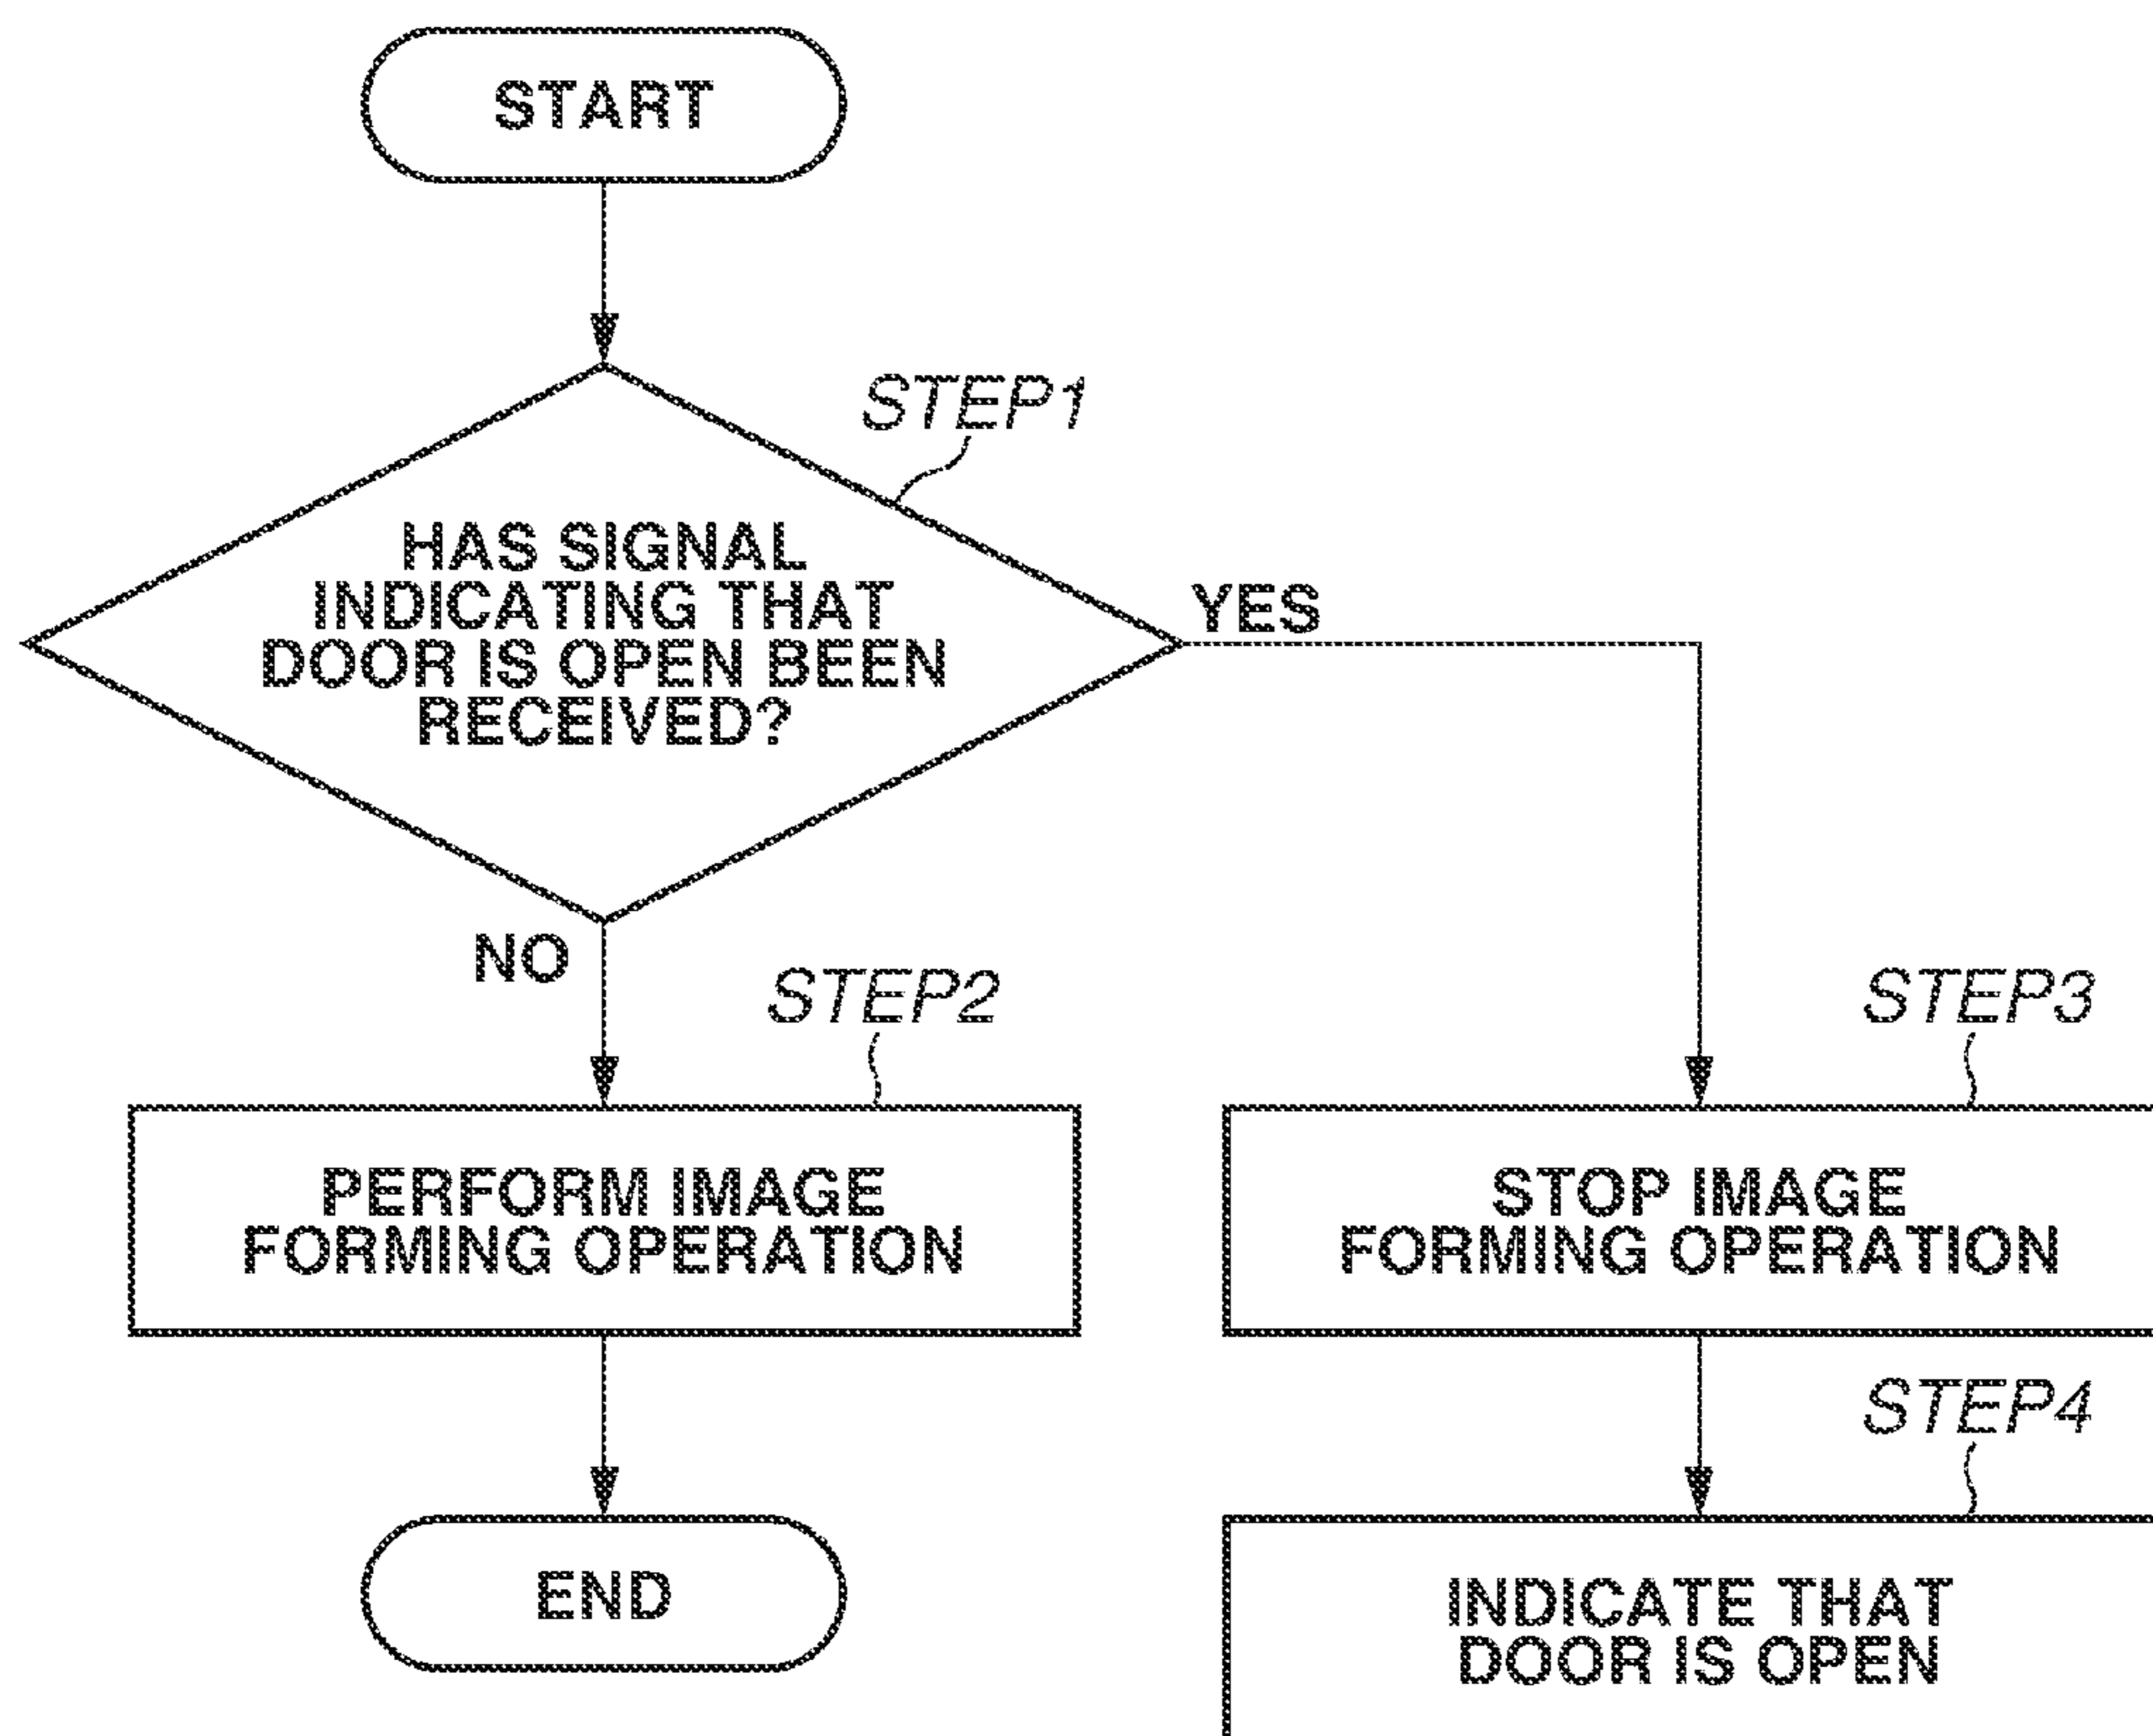 START
STEP1
HAS SIGNAL
INDICATING THAT
DOOR IS OPEN BEEN
RECEIVED?
YES
NO
STEP2
PERFORM IMAGE
FORMING OPERATION
END
STEP3
STOP IMAGE
FORMING OPERATION
STEP4
INDICATE THAT
DOOR IS OPEN